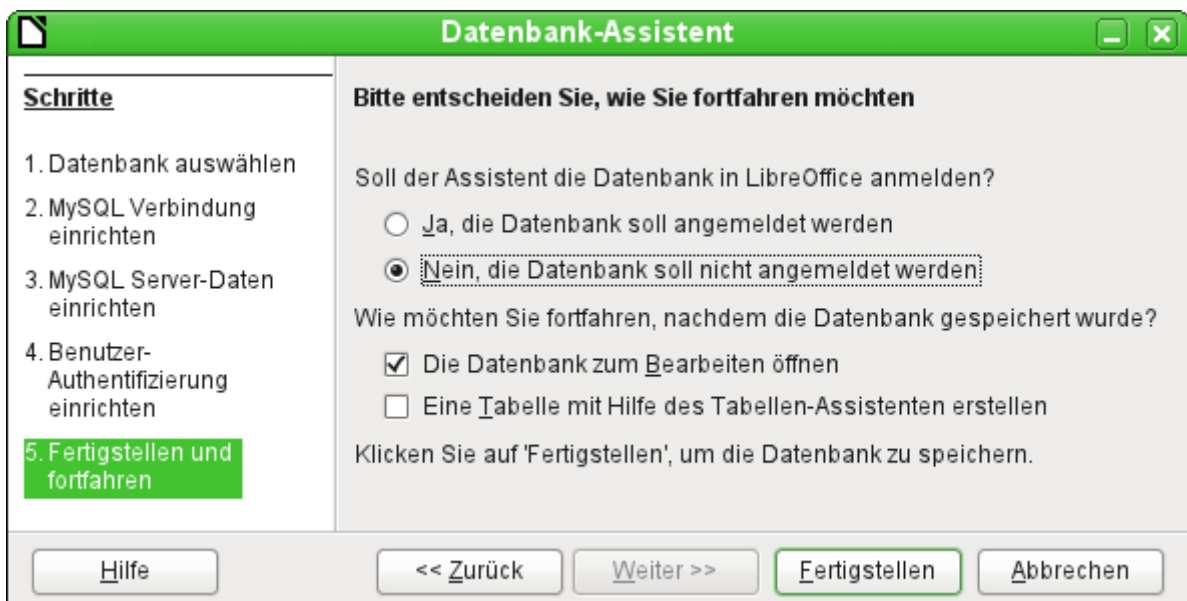 Datenbank-Assistent
Schritte
1. Datenbank auswählen
2. MySQL Verbindung
einrichten
3. MySQL Server-Daten
einrichten
4. Benutzer-
Authentifizierung
einrichten
5. Fertigstellen und
fortfahren
Bitte entscheiden Sie, wie Sie fortfahren möchten
Soll der Assistent die Datenbank in LibreOffice anmelden?
Ja, die Datenbank soll angemeldet werden
Nein, die Datenbank soll nicht angemeldet werden
Wie möchten Sie fortfahren, nachdem die Datenbank gespeichert wurde?
Die Datenbank zum Bearbeiten öffnen
Eine Tabelle mit Hilfe des Tabellen-Assistenten erstellen
Klicken Sie auf 'Fertigstellen', um die Datenbank zu speichern.
Hilfe << Zurück Weiter >> Fertigstellen Abbrechen